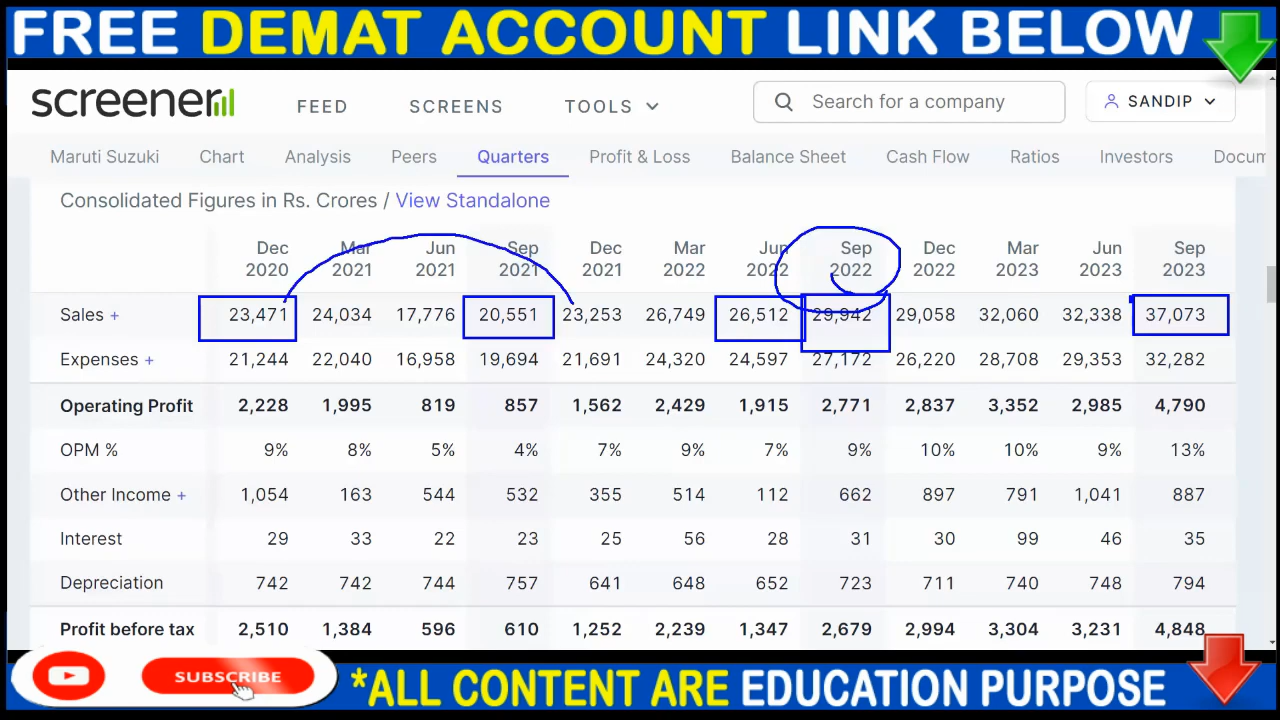 FREE DEMAT ACCOUNT LINK BELOW
screener FEED SCREENS TOOLS Search for a company SANDIP
Maruti Suzuki Chart Analysis Peers Quarters Profit & Loss Balance Sheet Cash Flow Ratios Investors Docum
Consolidated Figures in Rs. Crores / View Standalone
Dec Mar Jun Sep Dec Mar Jun Sep Dec Mar Jun Sep
2020 2021 2021 2021 2021 2022 2022 2022 2022 2023 2023 2023
Sales + 23,471 24,034 17,776 20,551 23,253 26,749 26,512 29,942 29,058 32,060 32,338 37,073
Expenses + 21,244 22,040 16,958 19,694 21,691 24,320 24,597 27,172 26,220 28,708 29,353 32,282
Operating Profit 2,228 1,995 819 857 1,562 2,429 1,915 2,771 2,837 3,352 2,985 4,790
OPM % 9% 8% 5% 4% 7% 9% 7% 9% 10% 10% 9% 13%
Other Income + 1,054 163 544 532 355 514 112 662 897 791 1,041 887
Interest 29 33 22 23 25 56 28 31 30 99 46 35
Depreciation 742 742 744 757 641 648 652 723 711 740 748 794
Profit before tax 2,510 1,384 596 610 1,252 2,239 1,347 2,679 2,994 3,304 3,231 4,848
SUBSCRIBE
*ALL CONTENT ARE EDUCATION PURPOSE